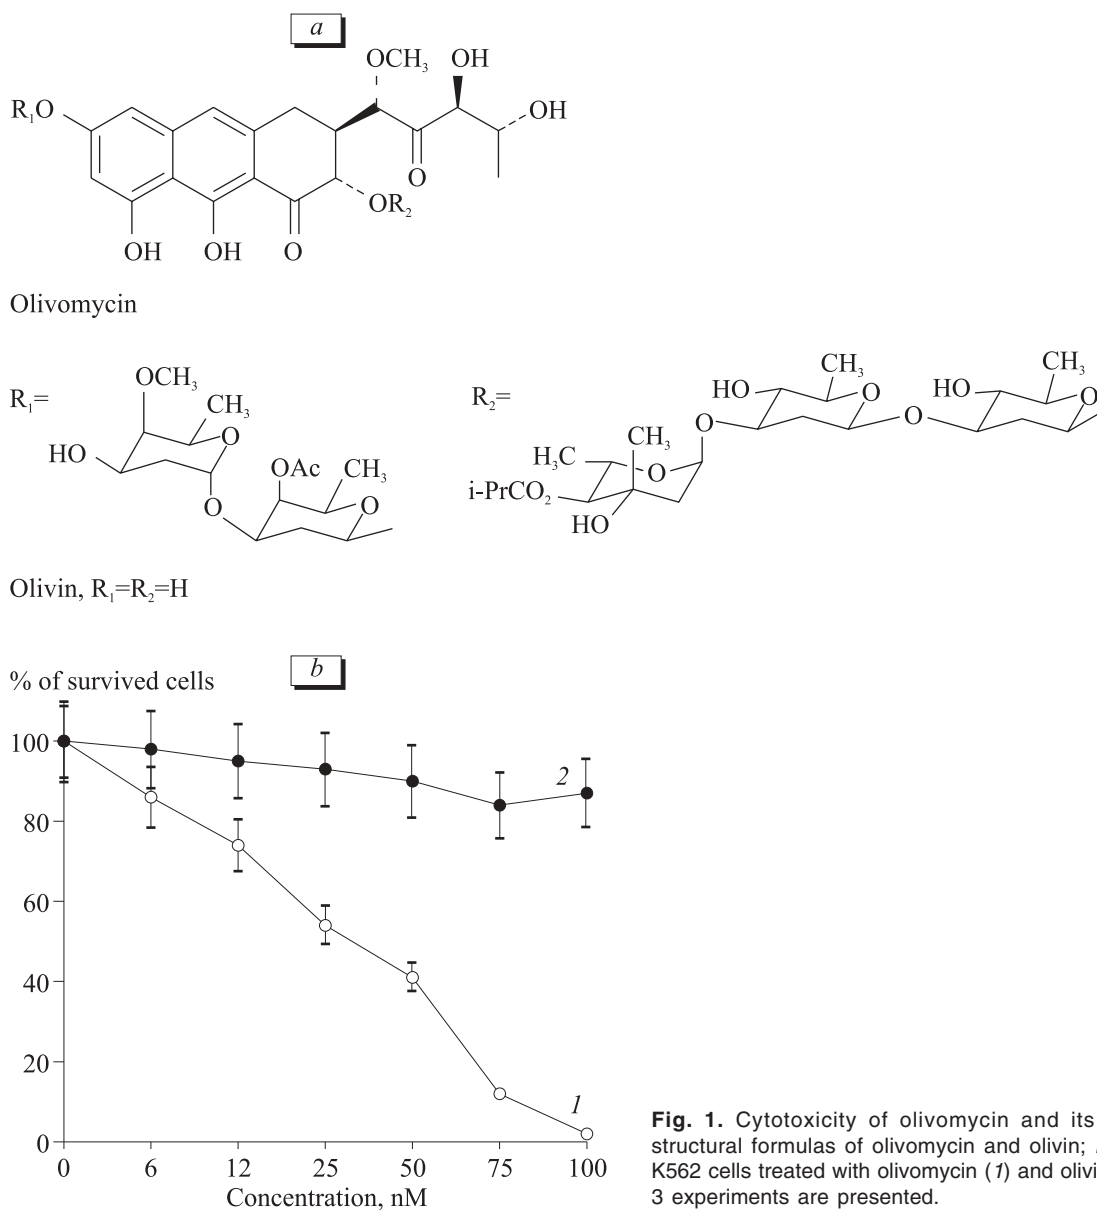 a
OCH₃ OH
R₁O OH
O
OR₂
OH OH O
Olivomycin
R₁=
OCH₃
CH₃
O
HO
OAc CH₃
O
O
R₂=
CH₃ CH₃
HO O HO O
O O
CH₃
H₃C O
i-PrCO₂
HO
Olivin, R₁=R₂=H
b
% of survived cells
100
80
60
40
20
0
2
1
0 6 12 25 50 75 100
Concentration, nM
Fig. 1. Cytotoxicity of olivomycin and its
structural formulas of olivomycin and olivin;
K562 cells treated with olivomycin (1) and olivi
3 experiments are presented.